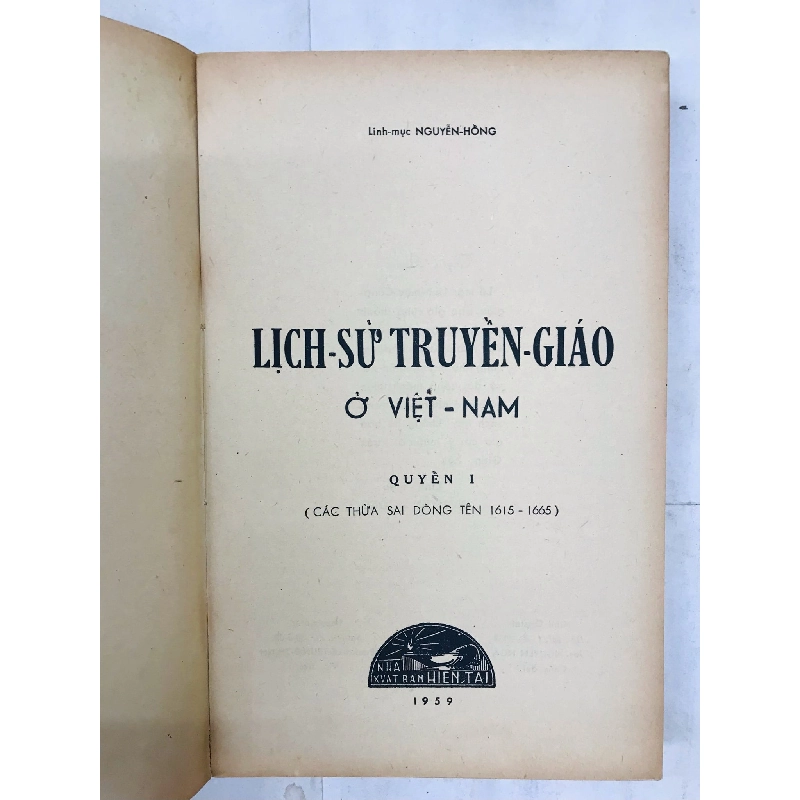 Linh-mục NGUYỄN-HỒNG
LỊCH-SỬ TRUYỀN-GIÁO
Ở VIỆT-NAM
QUYỀN I
( CÁC THỪA SAI DÒNG TÊN 1615 - 1665 )
NHÀ
XUẤT BẢN HIỆN TẠI
1959